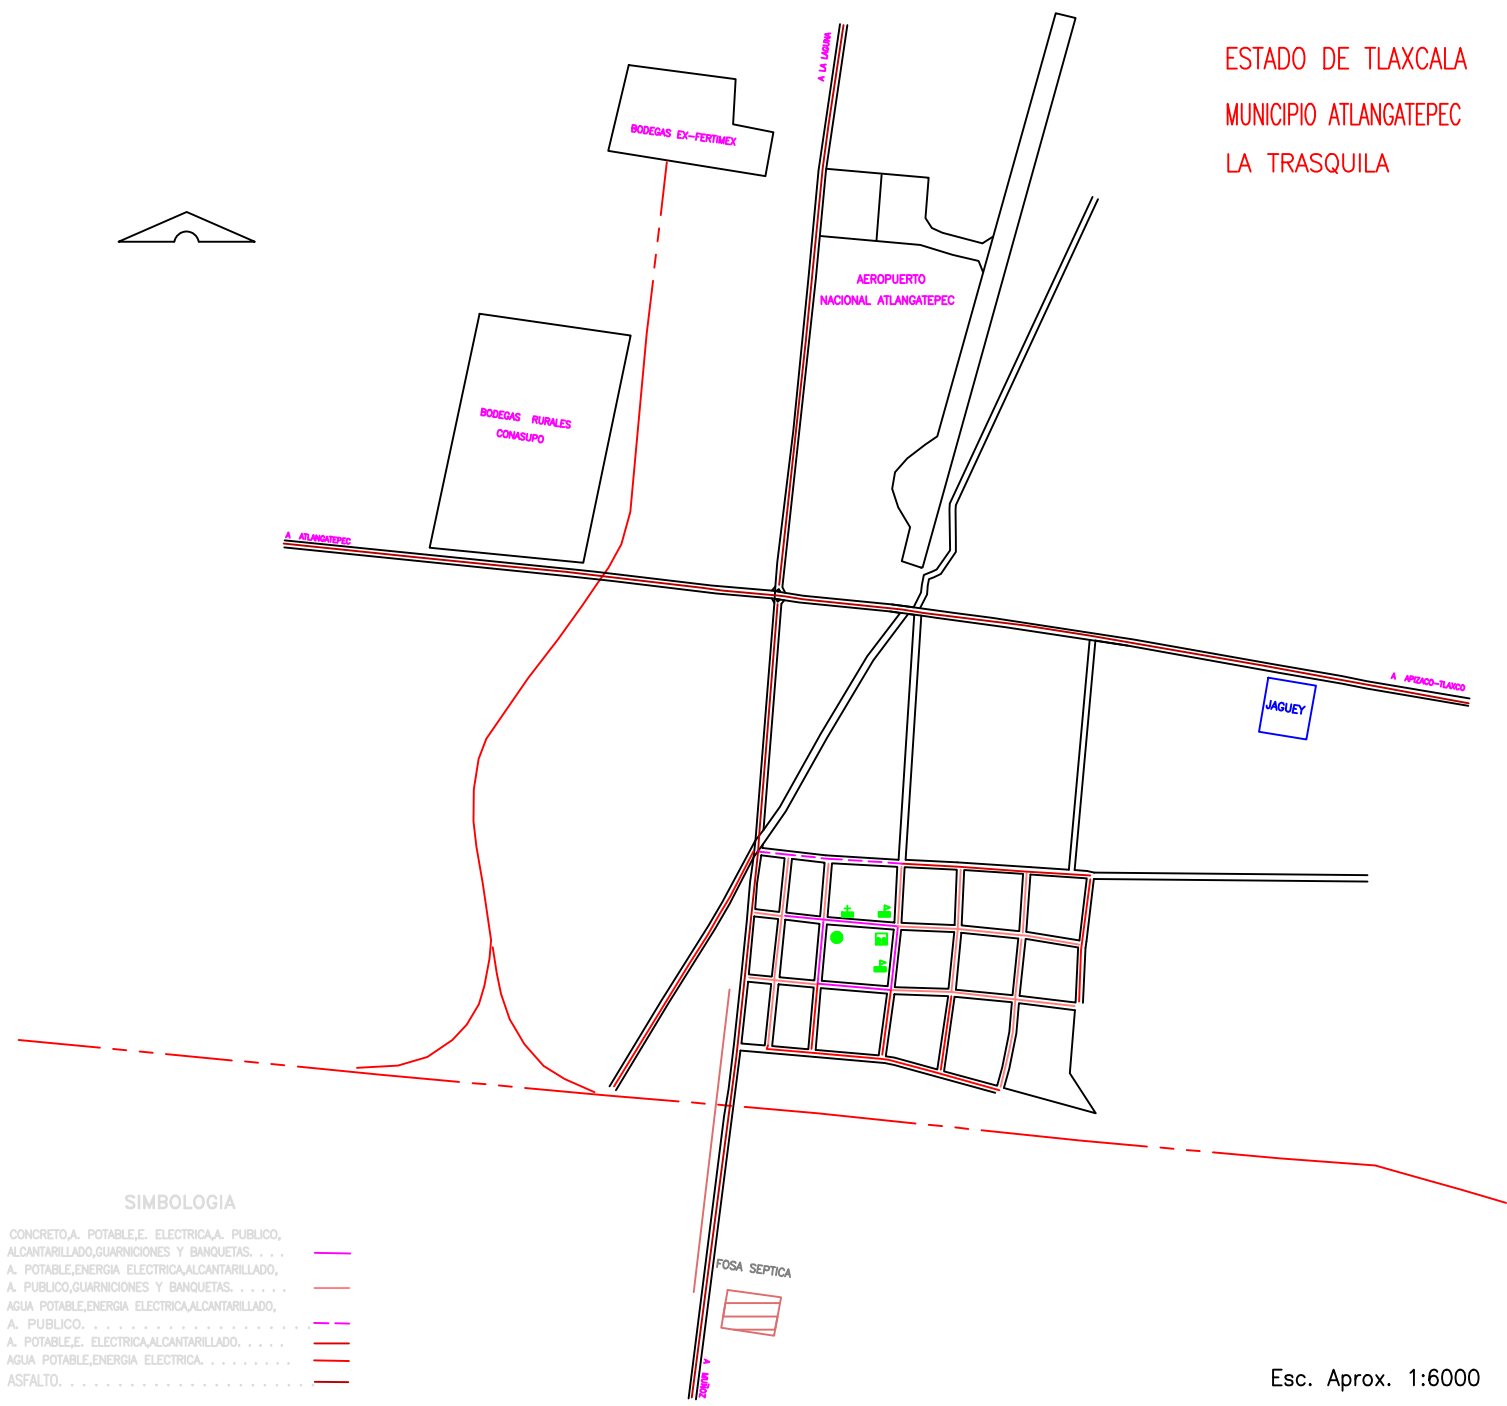 ESTADO DE TLAXCALA
MUNICIPIO ATLANGATEPEC
LA TRASQUILA
A LA LAGUNA
BODEGAS EX-FERTIMEX
AEROPUERTO
NACIONAL ATLANGATEPEC
BODEGAS RURALES
CONASUPO
A ATLANGATEPEC
A APIZACO-TLAXCO
JAGUEY
FOSA SEPTICA
A MUÑOZ
SIMBOLOGIA
CONCRETO,A. POTABLE,E. ELECTRICA,A. PUBLICO,
ALCANTARILLADO,GUARNICIONES Y BANQUETAS. . . .
A. POTABLE,ENERGIA ELECTRICA,ALCANTARILLADO,
A. PUBLICO,GUARNICIONES Y BANQUETAS. . . . . .
AGUA POTABLE,ENERGIA ELECTRICA,ALCANTARILLADO,
A. PUBLICO. . . . . . . . . . . . . . . . . . . .
A. POTABLE,E. ELECTRICA,ALCANTARILLADO. . . . .
AGUA POTABLE,ENERGIA ELECTRICA. . . . . . . . .
ASFALTO. . . . . . . . . . . . . . . . . . . . . . .
Esc. Aprox. 1:6000